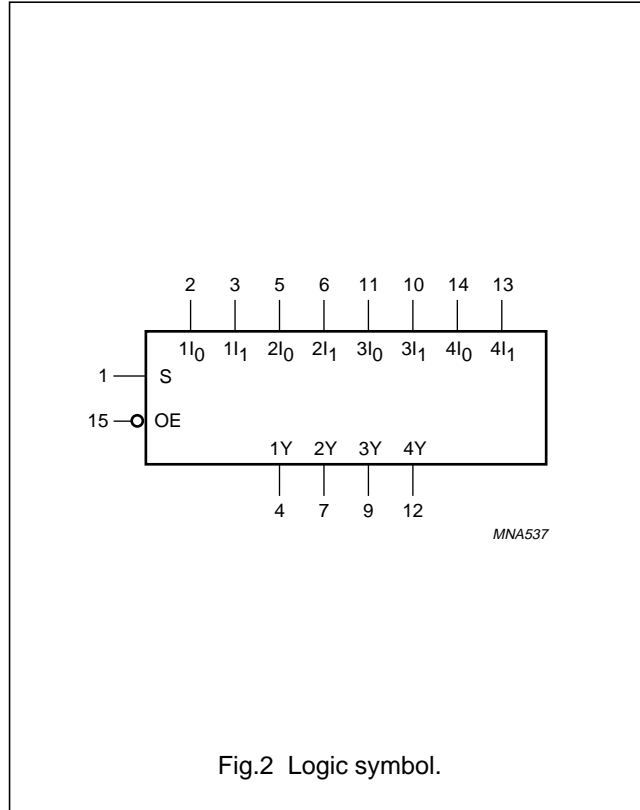 2 3 5 6 11 10 14 13
1I0 1I1 2I0 2I1 3I0 3I1 4I0 4I1
1 S
15 OE
1Y 2Y 3Y 4Y
4 7 9 12
MNA537
Fig.2 Logic symbol.